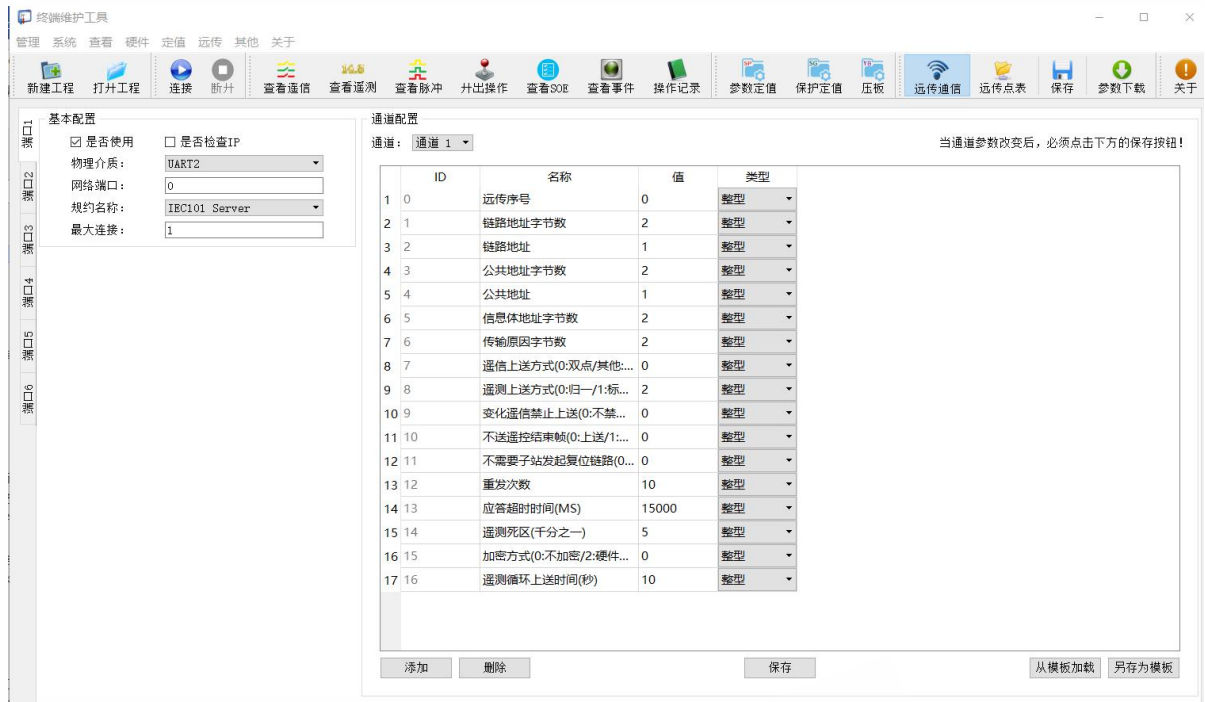 终端维护工具
管理 系统 查看 硬件 定值 远传 其他 关于
新建工程 打廾工程 连接 断廾 查看遥信 查看遥测 查看脉冲 廾出操作 查看SOE 查看事件 操作记录 参数定值 保护定值 压板 远传通信 远传点表 保存 参数下载 关于
端口1
端口2
端口3
端口4
端口5
端口6
基本配置
是否使用 是否检查IP
物理介质: UART2
网络端口: 0
规约名称: IEC101 Server
最大连接: 1
通道配置
通道: 通道 1 当通道参数改变后，必须点击下方的保存按钮!
ID 名称 值 类型
1 0 远传序号 0 整型
2 1 链路地址字节数 2 整型
3 2 链路地址 1 整型
4 3 公共地址字节数 2 整型
5 4 公共地址 1 整型
6 5 信息体地址字节数 2 整型
7 6 传输原因字节数 2 整型
8 7 遥信上送方式(0:双点/其他:... 0 整型
9 8 遥测上送方式(0:归一/1:标... 2 整型
10 9 变化遥信禁止上送(0:不禁... 0 整型
11 10 不送遥控结束帧(0:上送/1:... 0 整型
12 11 不需要子站发起复位链路(0... 0 整型
13 12 重发次数 10 整型
14 13 应答超时时间(MS) 15000 整型
15 14 遥测死区(千分之一) 5 整型
16 15 加密方式(0:不加密/2:硬件... 0 整型
17 16 遥测循环上送时间(秒) 10 整型
添加 删除 保存 从模板加载 另存为模板